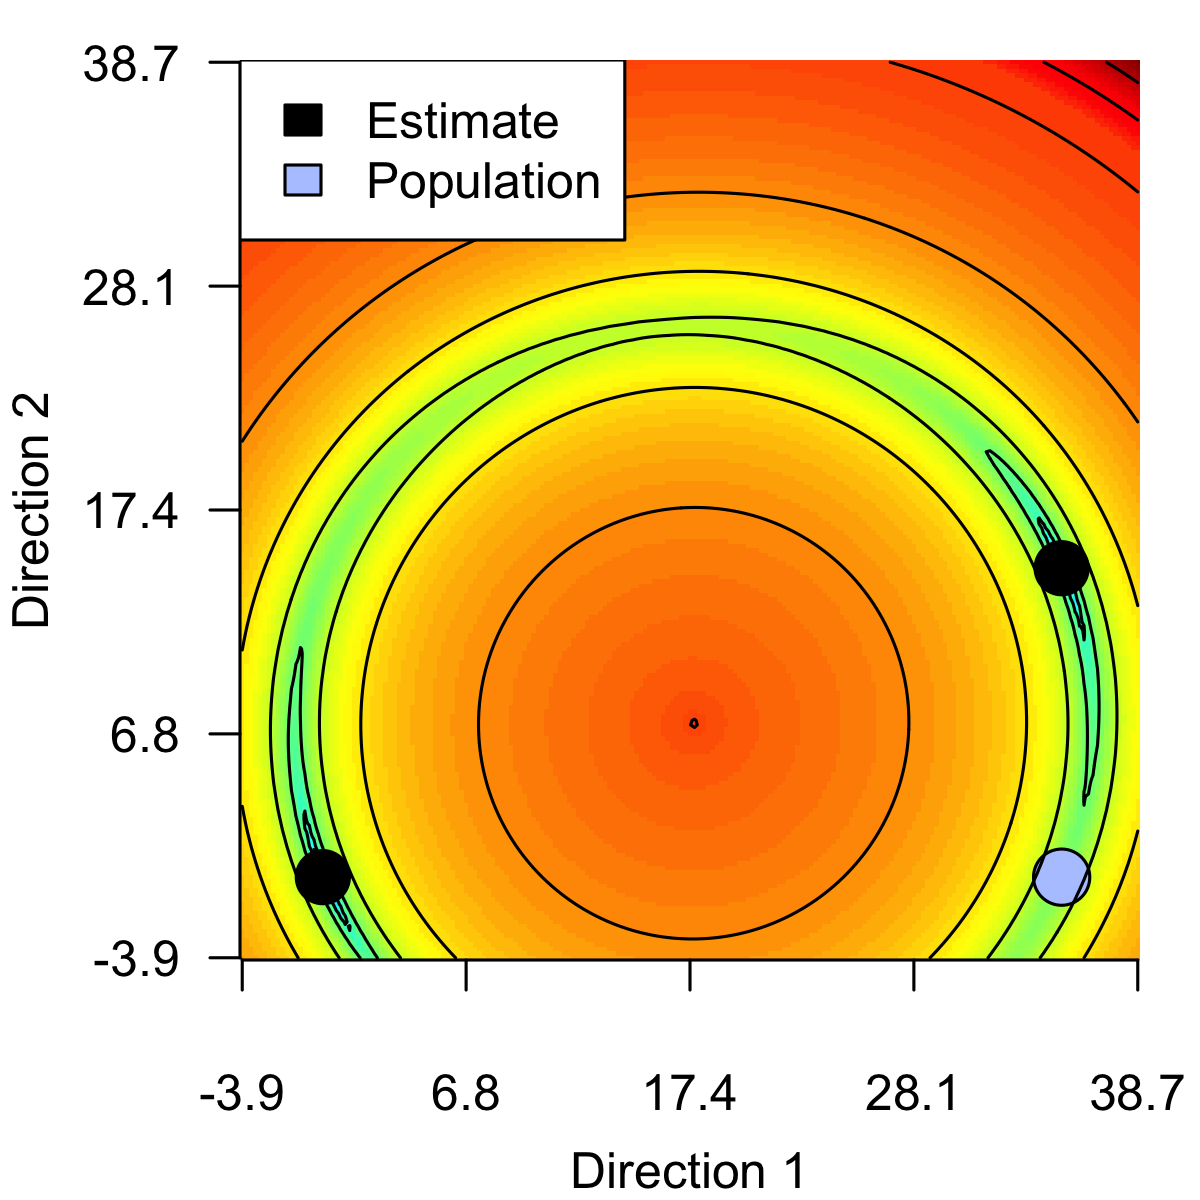 38.7
Estimate
Population
28.1
17.4
6.8
-3.9
Direction 2
-3.9 6.8 17.4 28.1 38.7
Direction 1